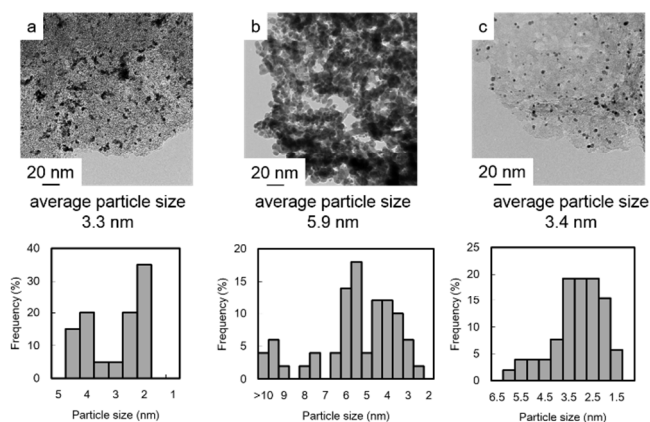 a
b
c
20 nm
20 nm
20 nm
average particle size
3.3 nm
average particle size
5.9 nm
average particle size
3.4 nm
40
30
20
10
0
Frequency (%)
5 4 3 2 1
Particle size (nm)
20
15
10
5
0
Frequency (%)
>10 9 8 7 6 5 4 3 2
Particle size (nm)
25
20
15
10
5
0
Frequency (%)
6.5 5.5 4.5 3.5 2.5 1.5
Particle size (nm)